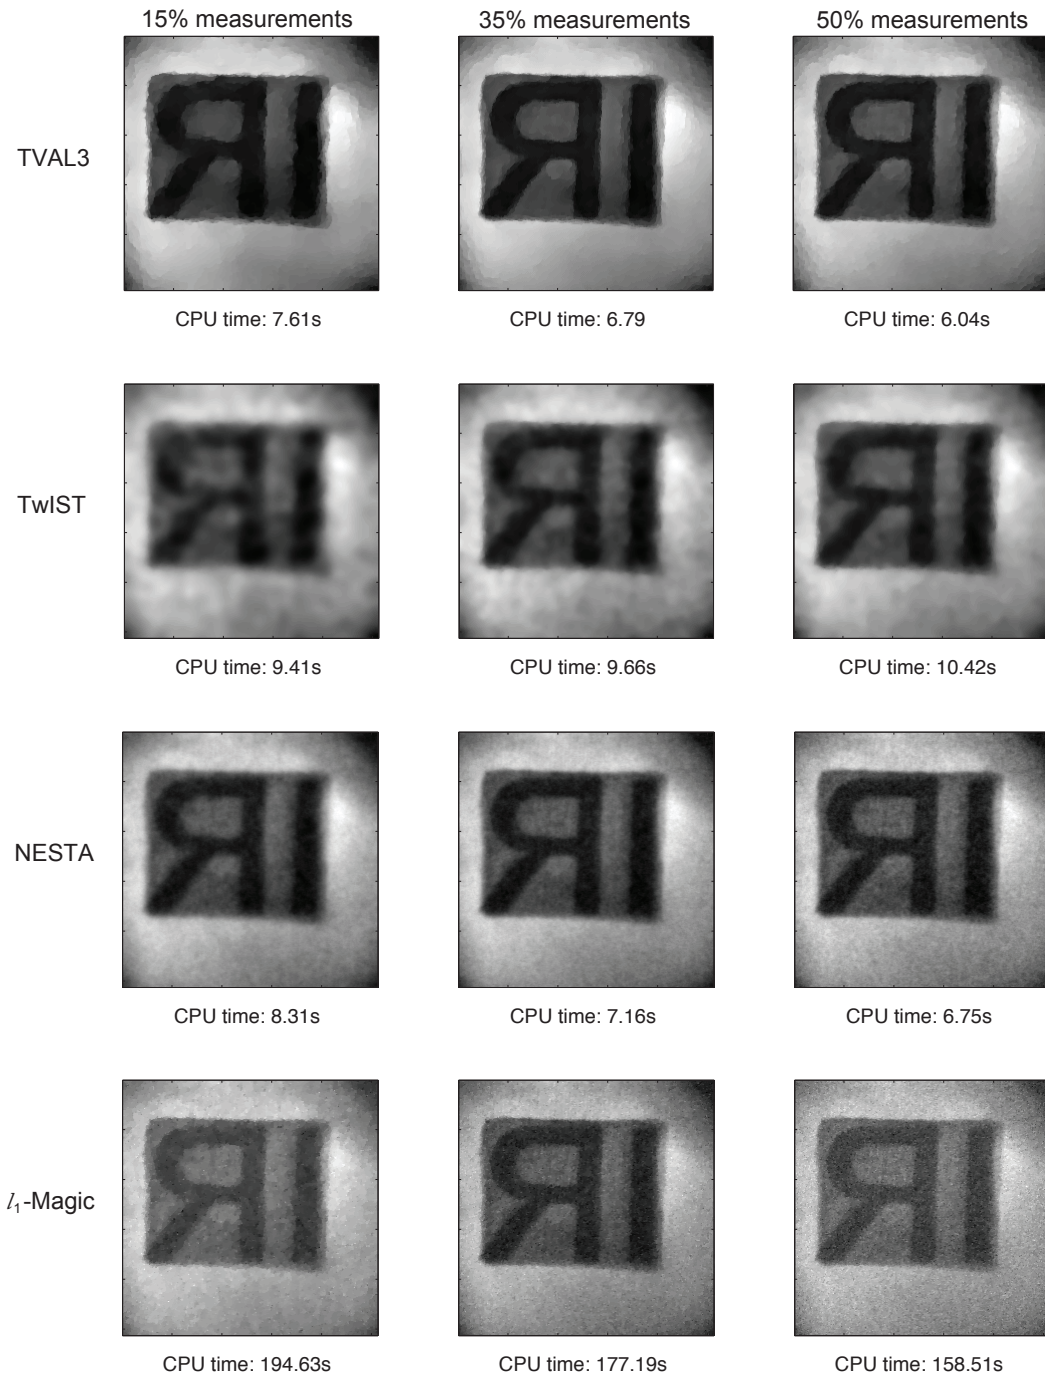 15% measurements 35% measurements 50% measurements
TVAL3
CPU time: 7.61s CPU time: 6.79 CPU time: 6.04s
TwIST
CPU time: 9.41s CPU time: 9.66s CPU time: 10.42s
NESTA
CPU time: 8.31s CPU time: 7.16s CPU time: 6.75s
l₁-Magic
CPU time: 194.63s CPU time: 177.19s CPU time: 158.51s